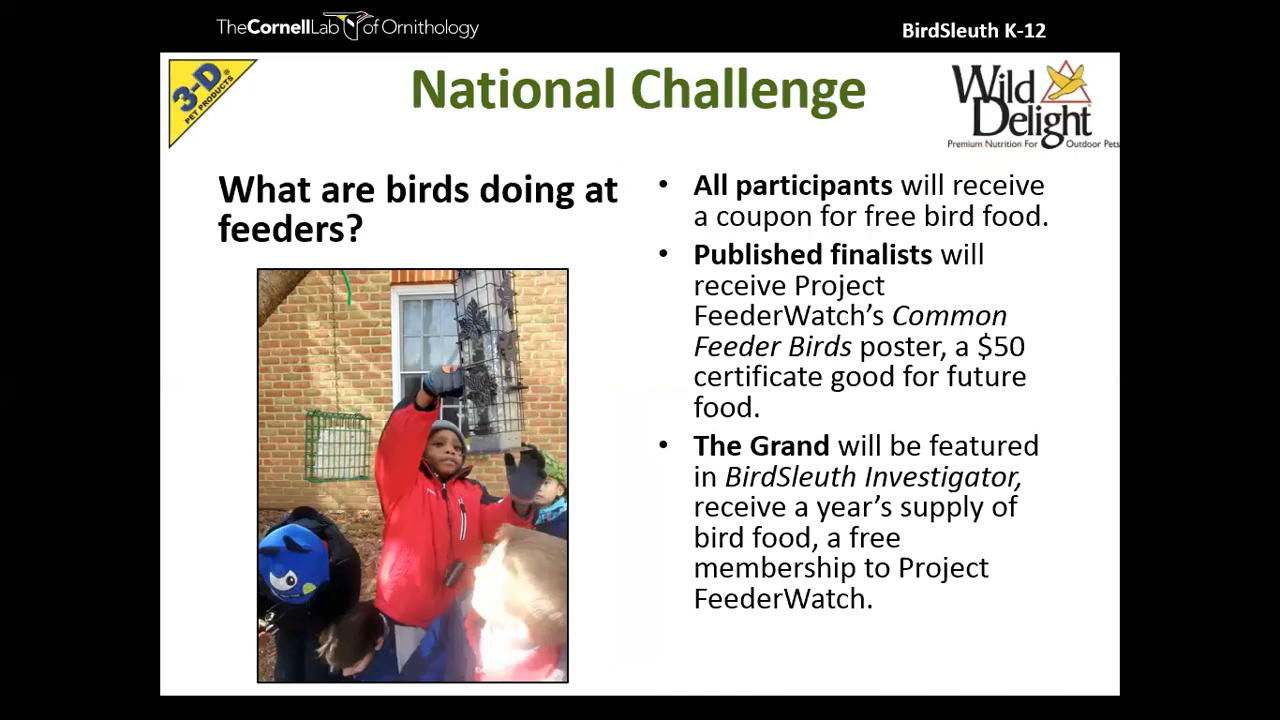 TheCornellLab of Ornithology
BirdSleuth K-12
3-D®
PET PRODUCTS
National Challenge
Wild
Delight
Premium Nutrition For Outdoor Pets
What are birds doing at
feeders?
• All participants will receive
a coupon for free bird food.
• Published finalists will
receive Project
FeederWatch’s Common
Feeder Birds poster, a $50
certificate good for future
food.
• The Grand will be featured
in BirdSleuth Investigator,
receive a year’s supply of
bird food, a free
membership to Project
FeederWatch.